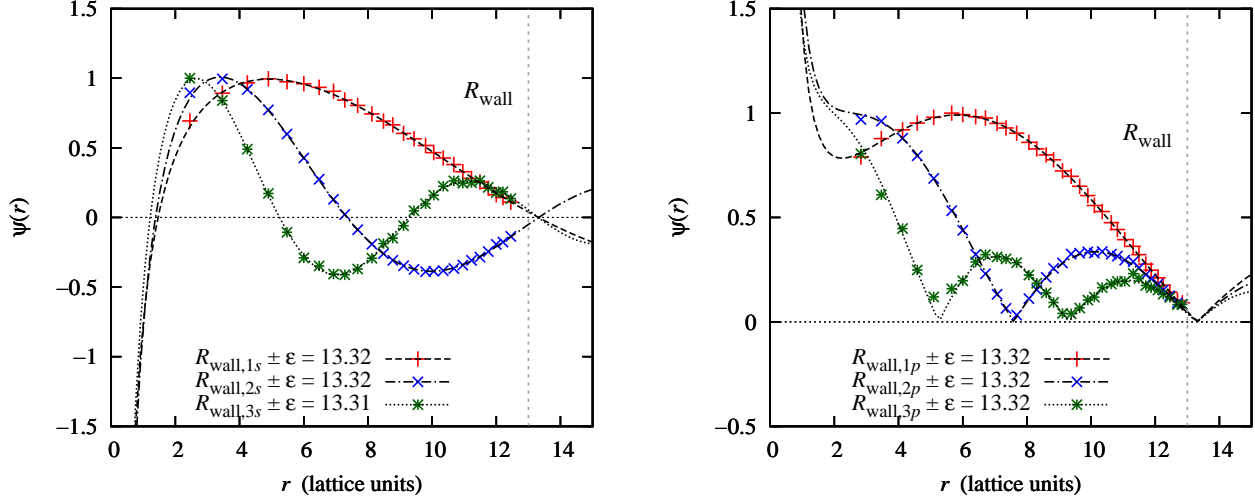 1.5
1
0.5
0
−0.5
−1
−1.5
ψ(r)
R_wall
R_wall,1s ± ε = 13.32
R_wall,2s ± ε = 13.32
R_wall,3s ± ε = 13.31
0 2 4 6 8 10 12 14
r (lattice units)
1.5
1
0.5
0
−0.5
ψ(r)
R_wall
R_wall,1p ± ε = 13.32
R_wall,2p ± ε = 13.32
R_wall,3p ± ε = 13.32
0 2 4 6 8 10 12 14
r (lattice units)